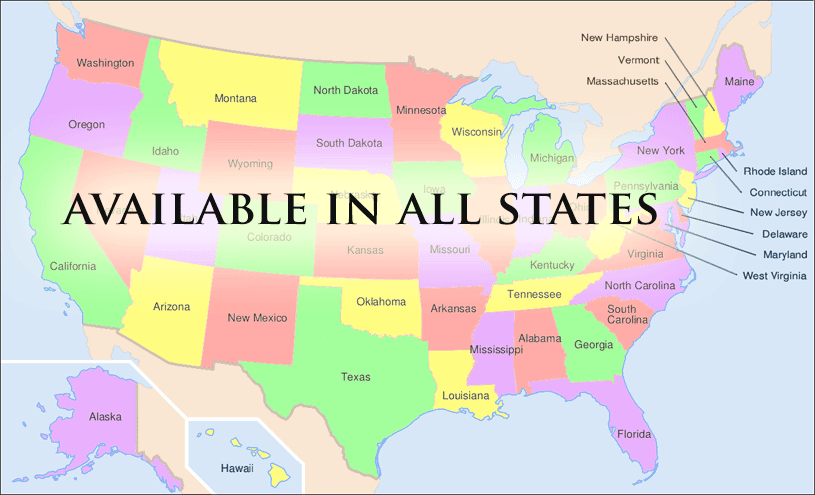 New Hampshire
Vermont
Massachusetts
Washington
Montana
North Dakota
Minnesota
Maine
Oregon
Idaho
Wisconsin
South Dakota
Michigan
New York
Wyoming
Rhode Island
Connecticut
Iowa
Pennsylvania
AVAILABLE IN ALL STATES
New Jersey
Delaware
Colorado
Kansas
Missouri
Virginia
Maryland
California
Kentucky
West Virginia
Arizona
Oklahoma
Tennessee
North Carolina
New Mexico
Arkansas
South
Carolina
Alabama
Georgia
Mississippi
Texas
Louisiana
Alaska
Florida
Hawaii